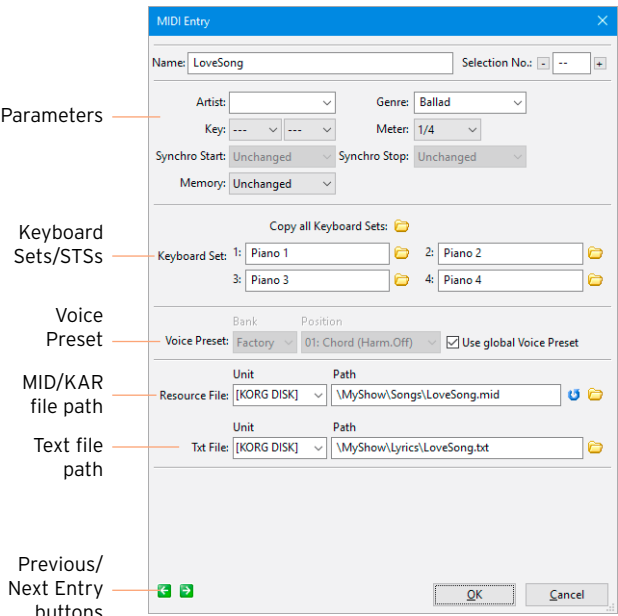 MIDI Entry
Name: LoveSong Selection No.: - -- +
Parameters
Artist: Genre: Ballad
Key: --- --- Meter: 1/4
Synchro Start: Unchanged Synchro Stop: Unchanged
Memory: Unchanged
Keyboard Sets/STSs
Copy all Keyboard Sets:
Keyboard Set: 1: Piano 1 2: Piano 2
3: Piano 3 4: Piano 4
Voice Preset
Bank Position
Voice Preset: Factory 01: Chord (Harm.Off) Use global Voice Preset
MID/KAR file path
Unit Path
Resource File: [KORG DISK] \MyShow\Songs\LoveSong.mid
Text file path
Unit Path
Txt File: [KORG DISK] \MyShow\Lyrics\LoveSong.txt
Previous/
Next Entry
buttons
OK Cancel